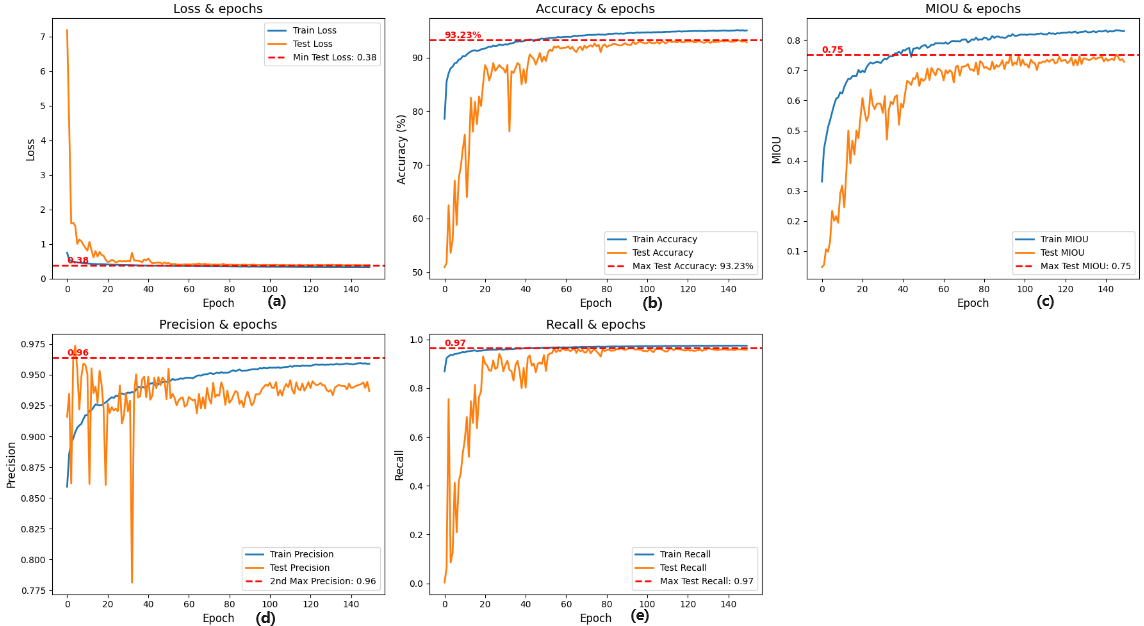 Loss & epochs
7
6
5
4
3
2
1
0
Loss
0.38
Train Loss
Test Loss
Min Test Loss: 0.38
0 20 40 60 80 100 120 140
Epoch
(a)
Accuracy & epochs
90
80
70
60
50
Accuracy (%)
93.23%
Train Accuracy
Test Accuracy
Max Test Accuracy: 93.23%
0 20 40 60 80 100 120 140
Epoch
(b)
MIOU & epochs
0.8
0.7
0.6
0.5
0.4
0.3
0.2
0.1
MIOU
0.75
Train MIOU
Test MIOU
Max Test MIOU: 0.75
0 20 40 60 80 100 120 140
Epoch
(c)
Precision & epochs
0.975
0.950
0.925
0.900
0.875
0.850
0.825
0.800
0.775
Precision
0.96
Train Precision
Test Precision
2nd Max Precision: 0.96
0 20 40 60 80 100 120 140
Epoch
(d)
Recall & epochs
1.0
0.8
0.6
0.4
0.2
0.0
Recall
0.97
Train Recall
Test Recall
Max Test Recall: 0.97
0 20 40 60 80 100 120 140
Epoch
(e)